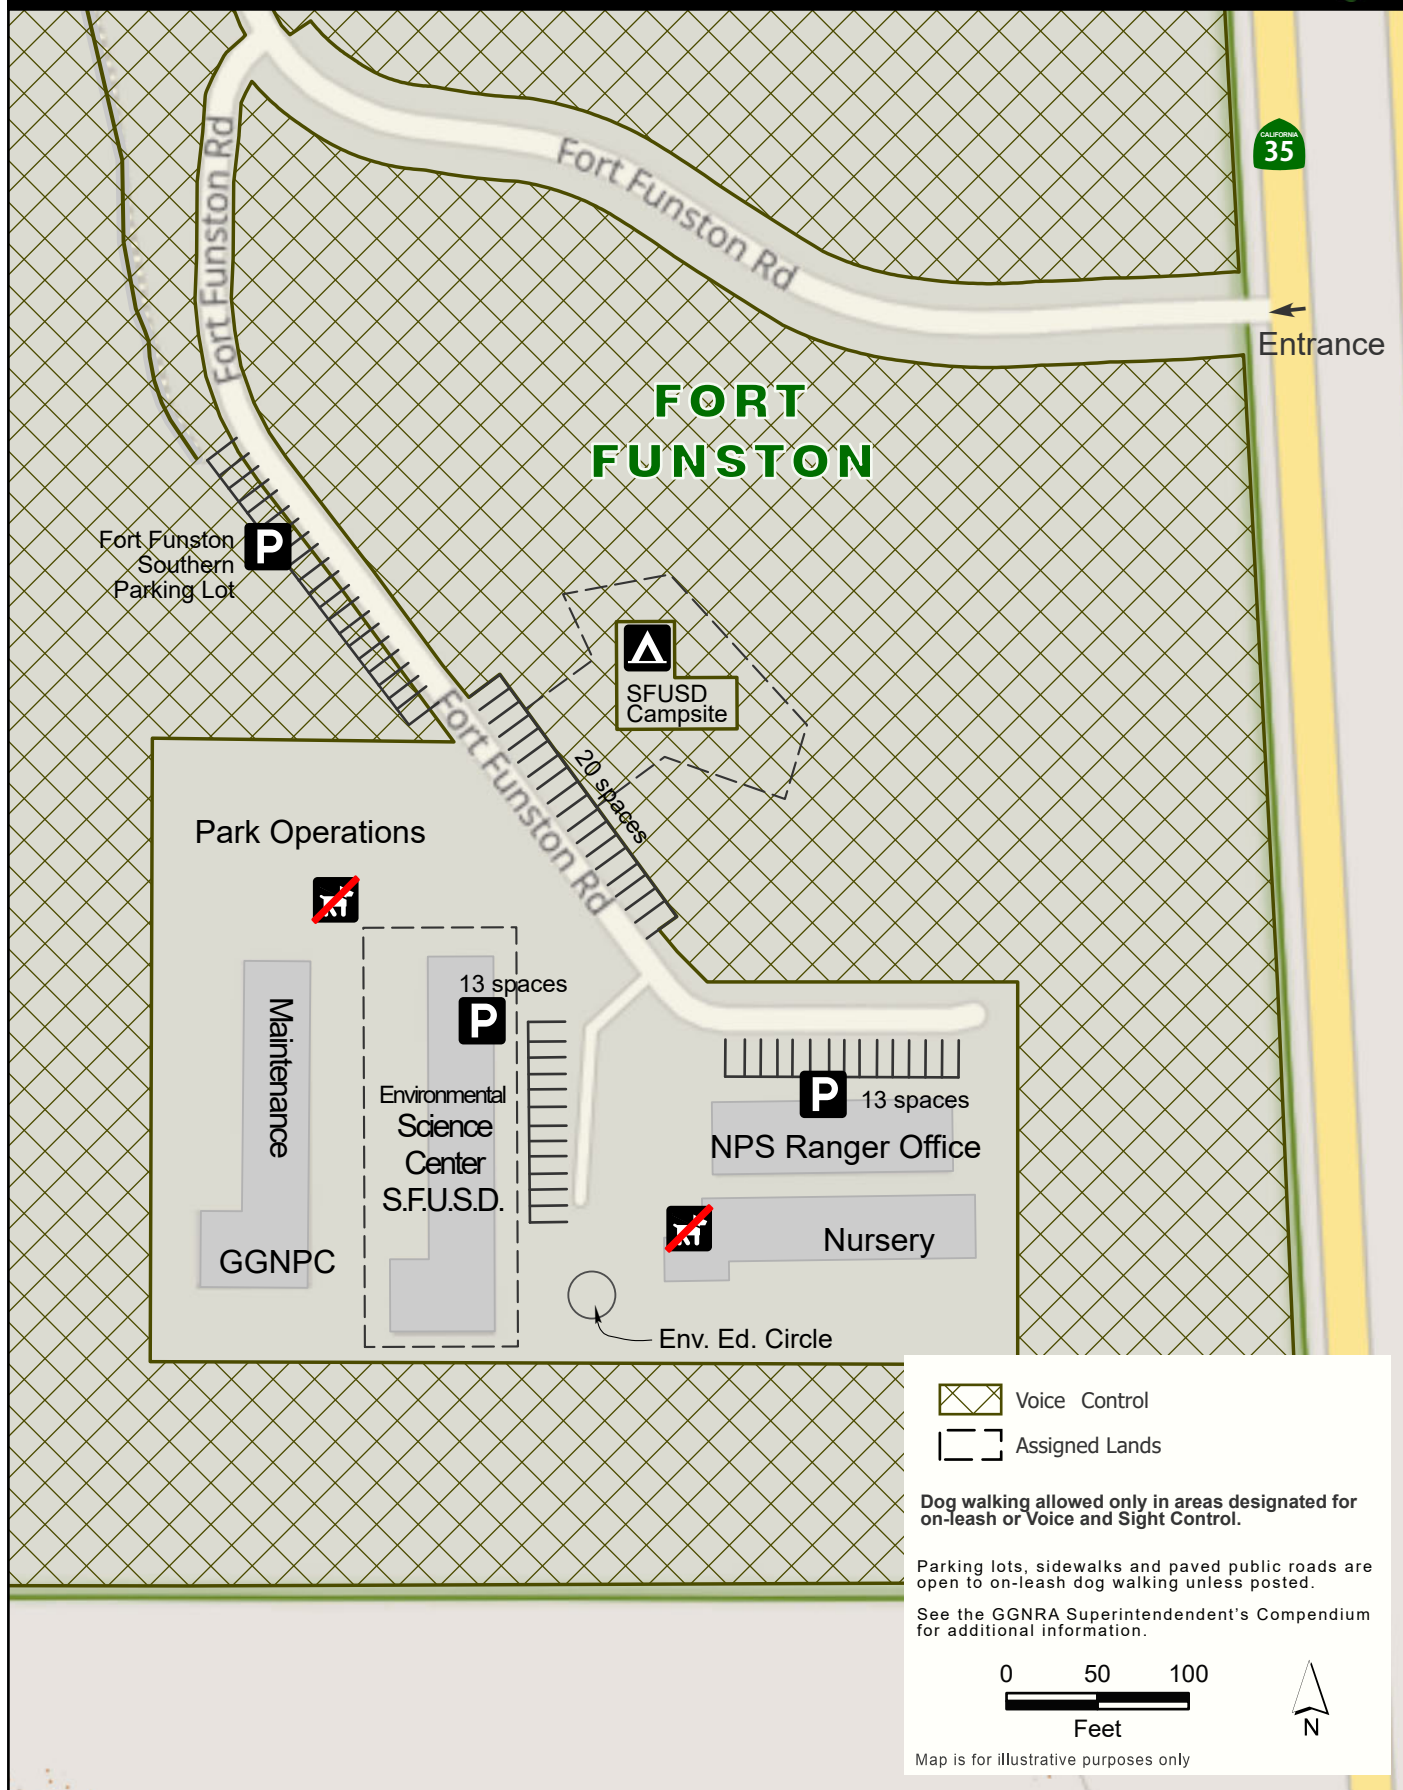 CALIFORNIA
35
Fort Funston Rd
Fort Funston Rd
Entrance
FORT
FUNSTON
Fort Funston
Southern
Parking Lot
P
SFUSD
Campsite
20 spaces
Fort Funston Rd
Park Operations
13 spaces
P
Maintenance
Environmental
Science
Center
S.F.U.S.D.
P
13 spaces
NPS Ranger Office
Nursery
GGNPC
Env. Ed. Circle
Voice Control
Assigned Lands
Dog walking allowed only in areas designated for
on-leash or Voice and Sight Control.
Parking lots, sidewalks and paved public roads are
open to on-leash dog walking unless posted.
See the GGNRA Superintendendent's Compendium
for additional information.
0 50 100
Feet
N
Map is for illustrative purposes only